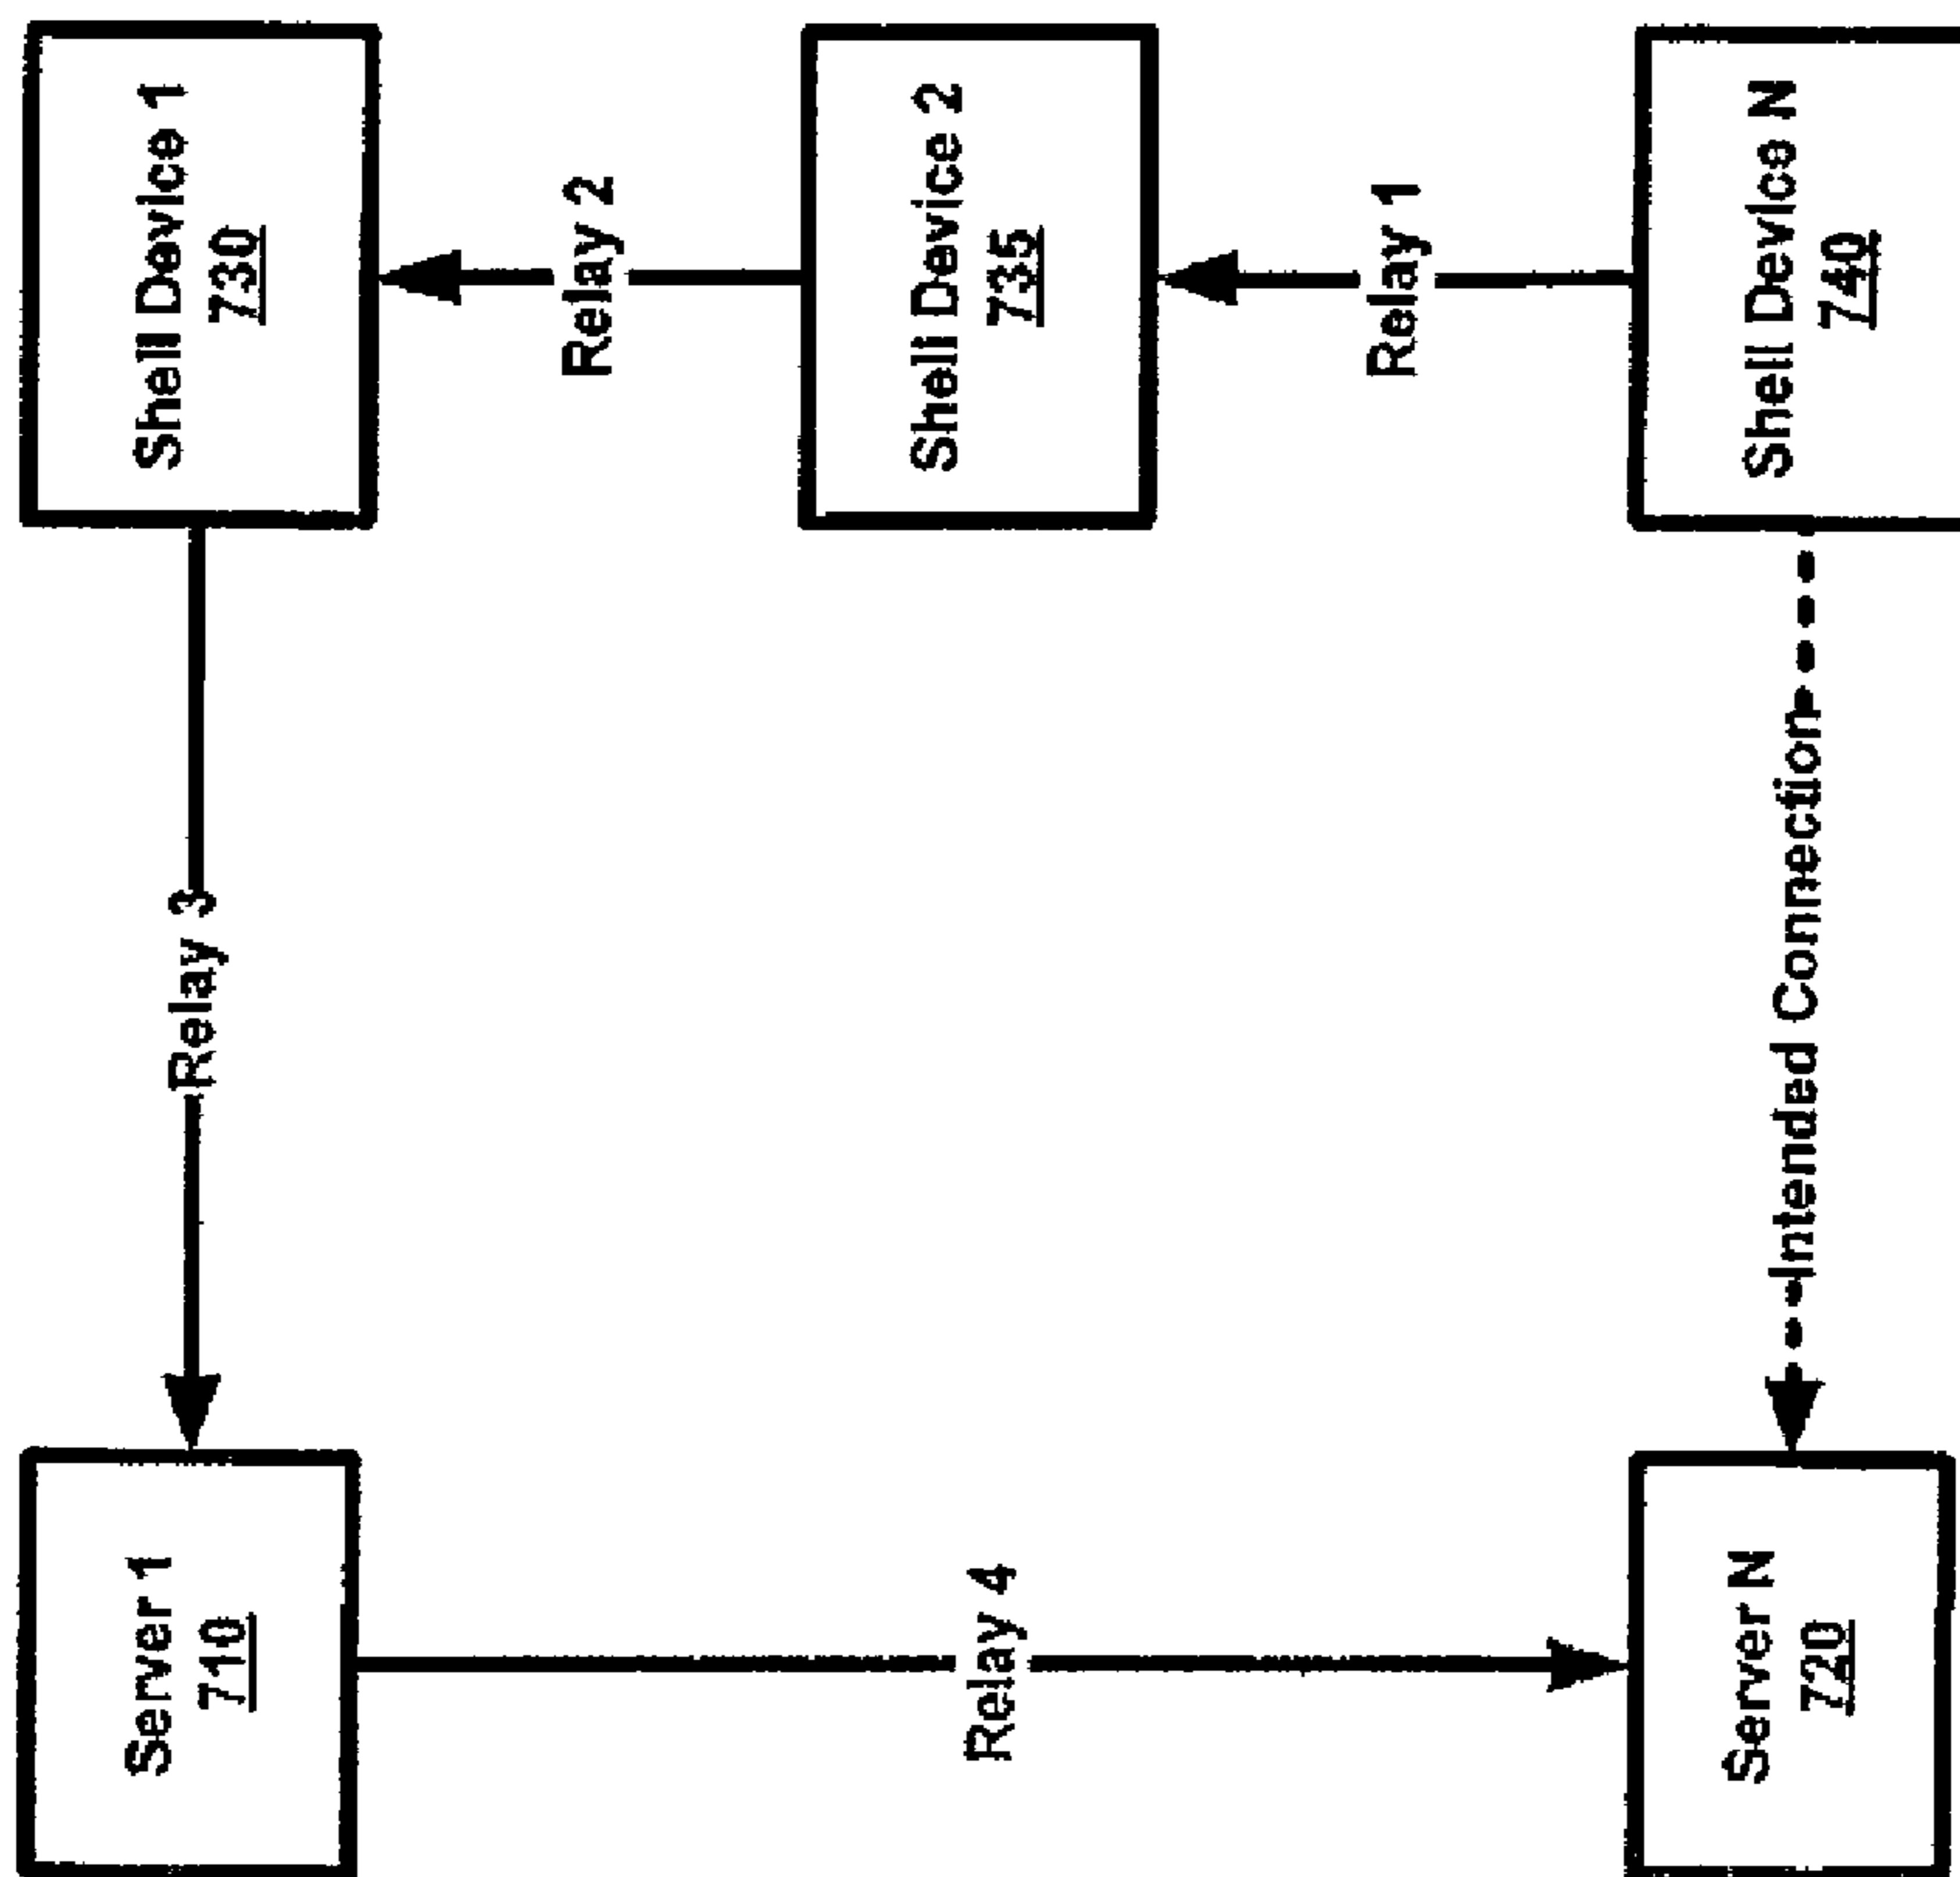 Server 1
710
Relay 3
Shell Device 1
730
Relay 4
Relay 2
Shell Device 2
735
Relay 1
Server N
720
Intended Connection
Shell Device N
740